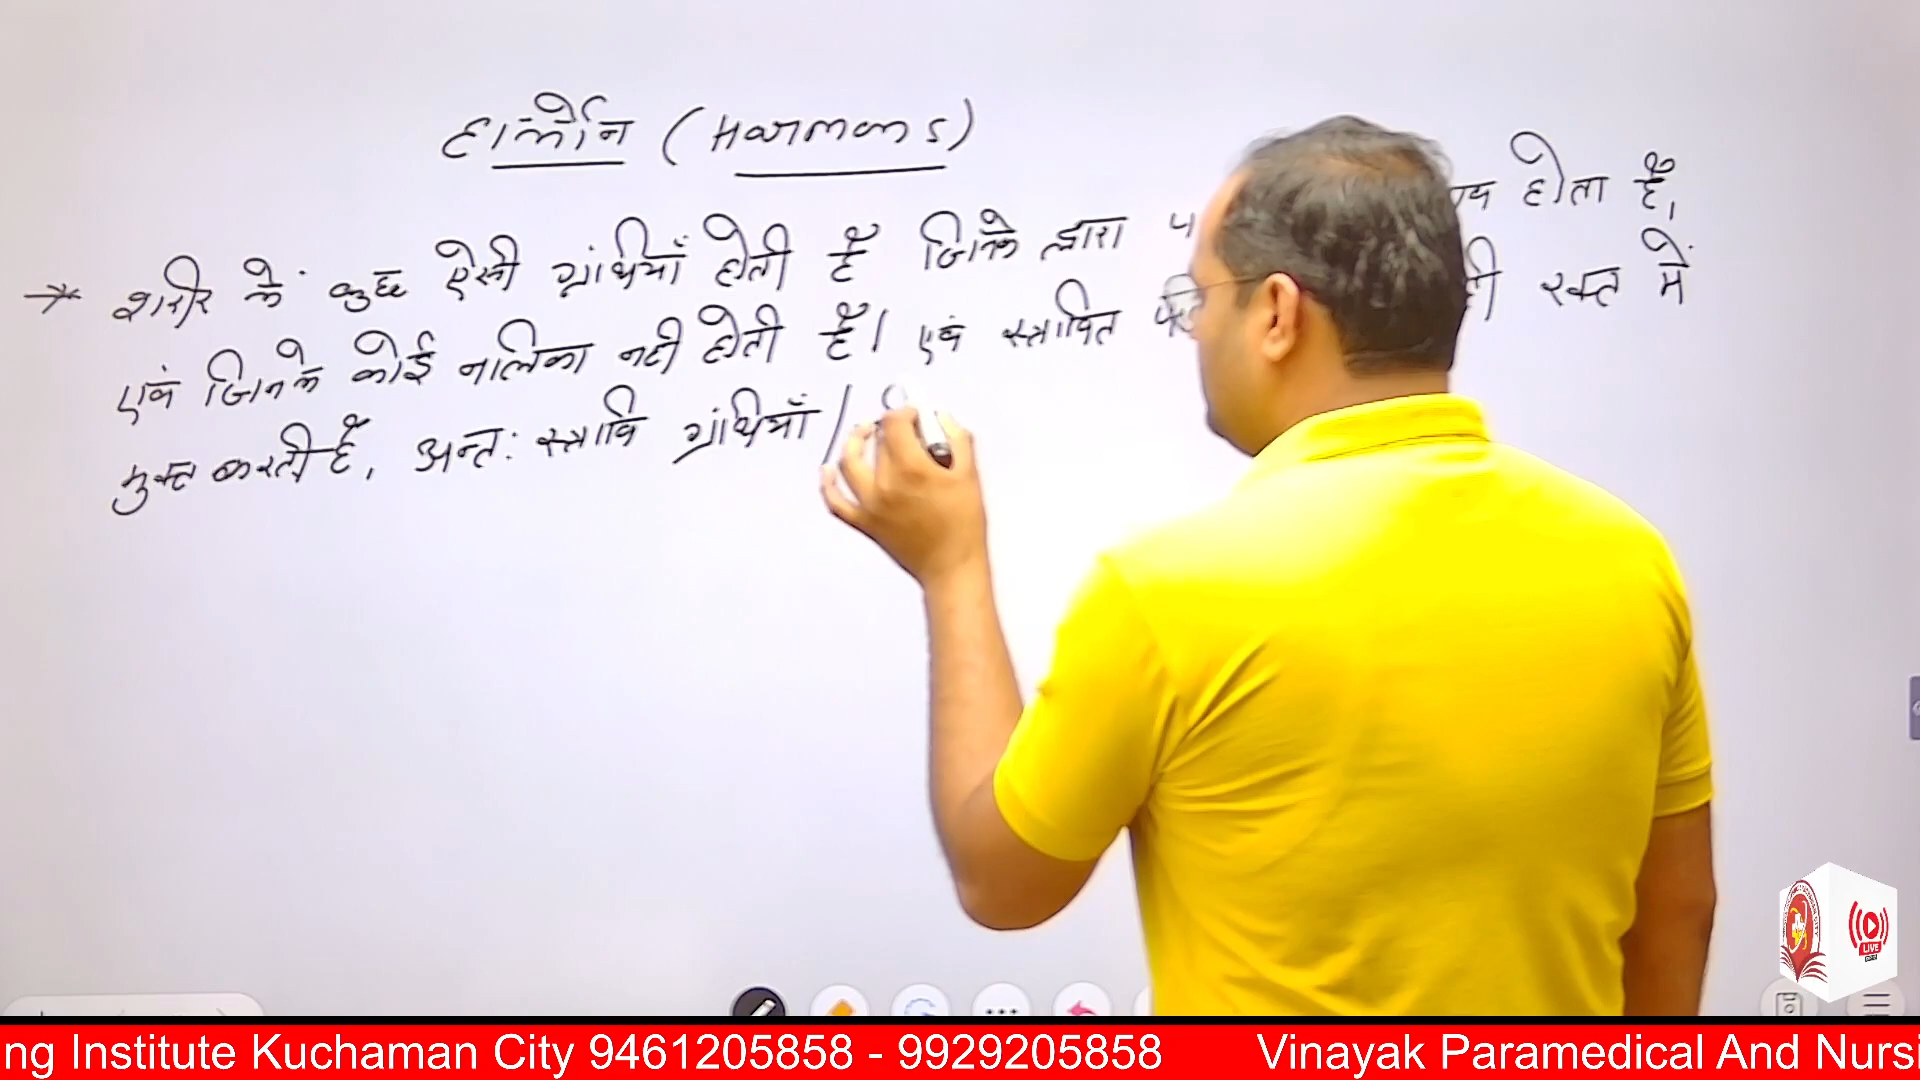 हार्मोन (Harmons)
→ शरीर के कुछ ऐसी ग्रंथियाँ होती हैं जिनके द्वारा होता है,
एवं जिनके कोई नलिका नही होती है। एवं स्त्रावित रक्त में
मुक्त करती है, अन्त: स्त्रावि ग्रांथियाँ /
LIVE
ng Institute Kuchaman City 9461205858 - 9929205858 Vinayak Paramedical And Nursi